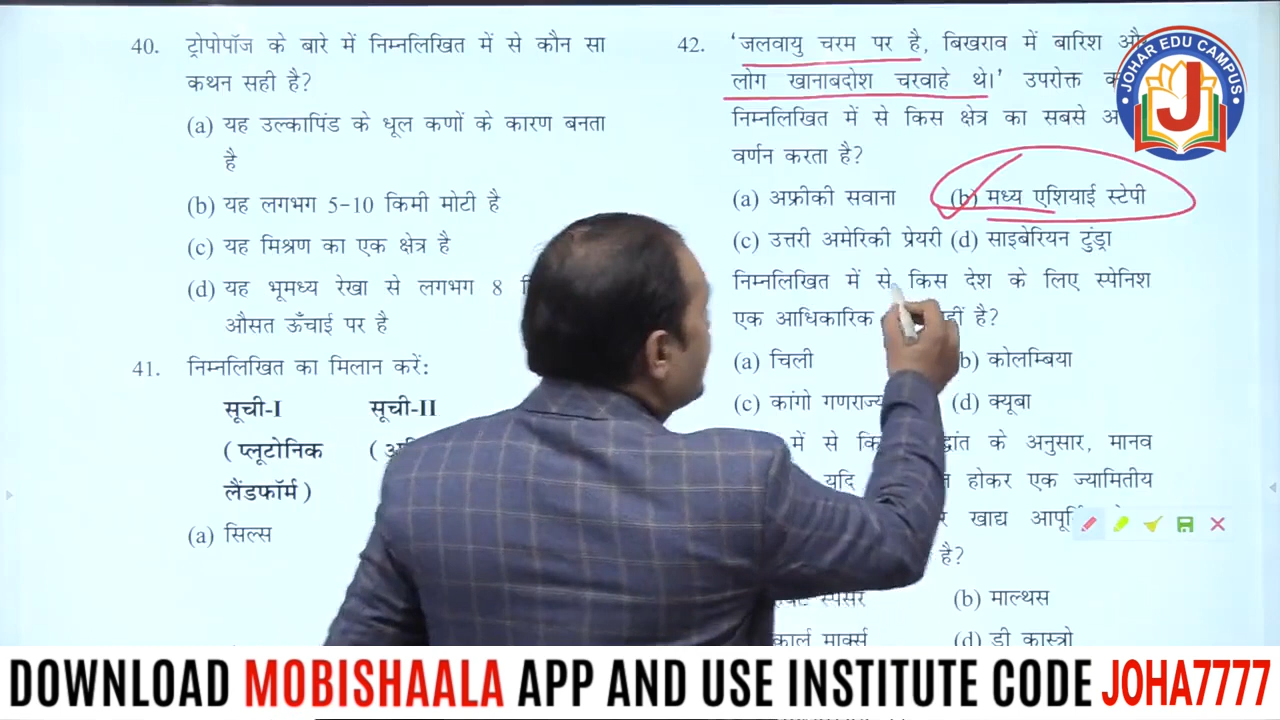 40. ट्रोपोपॉज के बारे में निम्नलिखित में से कौन सा
कथन सही है?
(a) यह उल्कापिंड के धूल कणों के कारण बनता
है
(b) यह लगभग 5-10 किमी मोटी है
(c) यह मिश्रण का एक क्षेत्र है
(d) यह भूमध्य रेखा से लगभग 8
औसत ऊँचाई पर है
41. निम्नलिखित का मिलान करें:
सूची-I सूची-II
(प्लूटोनिक
लैंडफॉर्म)
(a) सिल्स
42. 'जलवायु चरम पर है, बिखराव में बारिश और
लोग खानाबदोश चरवाहे थे।' उपरोक्त
निम्नलिखित में से किस क्षेत्र का सबसे
वर्णन करता है?
(a) अफ्रीकी सवाना (b) मध्य एशियाई स्टेपी
(c) उत्तरी अमेरिकी प्रेयरी (d) साइबेरियन टुंड्रा
निम्नलिखित में से किस देश के लिए स्पेनिश
एक आधिकारिक नहीं है?
(a) चिली (b) कोलम्बिया
(c) कांगो गणराज्य (d) क्यूबा
में से के अनुसार, मानव
यदि होकर एक ज्यामितीय
खाद्य
है?
स्पेंसर (b) माल्थस
कार्ल मार्क्स (d) डी कास्त्रो
JOHAR EDU CAMPUS
J
DOWNLOAD MOBISHAALA APP AND USE INSTITUTE CODE JOHA7777